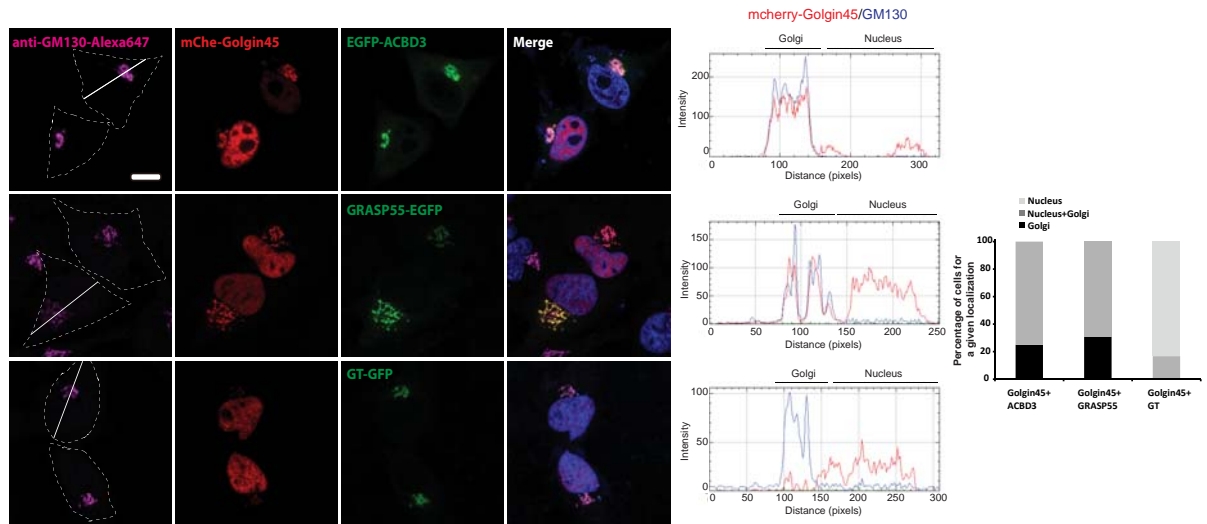 mcherry-Golgin45/GM130
anti-GM130-Alexa647
mChe-Golgin45
EGFP-ACBD3
Merge
Golgi
Nucleus
Intensity
200
100
0
100
200
300
Distance (pixels)
GRASP55-EGFP
Golgi
Nucleus
Intensity
150
100
50
0
0
50
100
150
200
250
Distance (pixels)
GT-GFP
Golgi
Nucleus
Intensity
100
50
0
0
50
100
150
200
250
300
Distance (pixels)
Nucleus
Nucleus+Golgi
Golgi
Percentage of cells for
a given localization
100
80
60
40
20
0
Golgin45+
ACBD3
Golgin45+
GRASP55
Golgin45+
GT